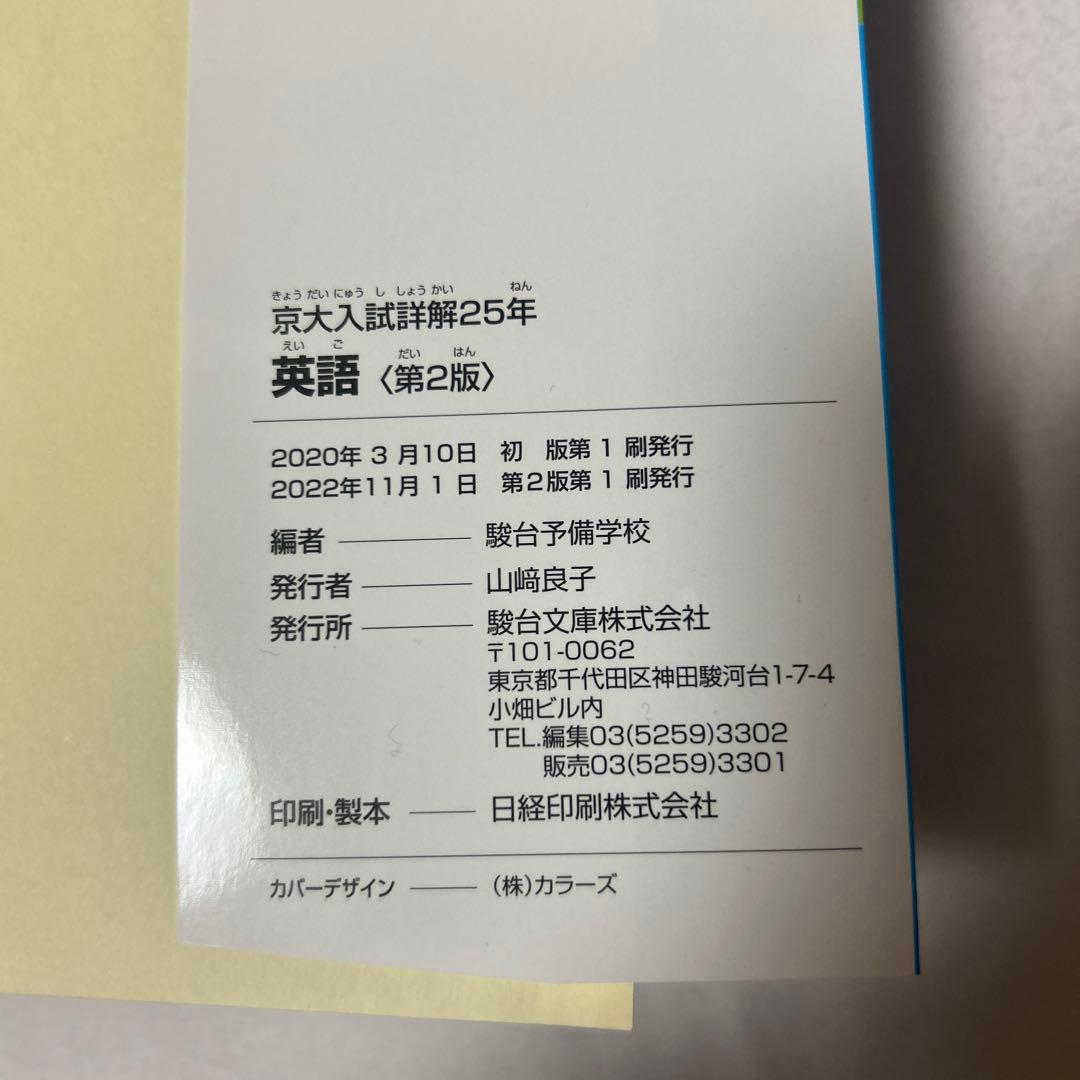 きょうだいにゅうししょうかい ねん
京大入試詳解25年
えいご だい はん
英語〈第2版〉
2020年 3 月10日 初 版第 1 刷発行
2022年11月 1 日 第2版第 1 刷発行
編者 駿台予備学校
発行者 山﨑良子
発行所 駿台文庫株式会社
〒101-0062
東京都千代田区神田駿河台1-7-4
小畑ビル内
TEL.編集03(5259)3302
販売03(5259)3301
印刷・製本 日経印刷株式会社
カバーデザイン (株)カラーズ